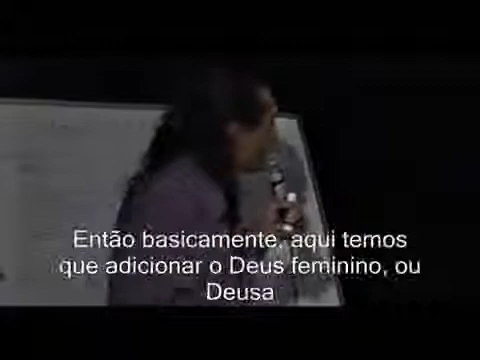 Então basicamente, aqui temos
que adicionar o Deus feminino, ou
Deusa